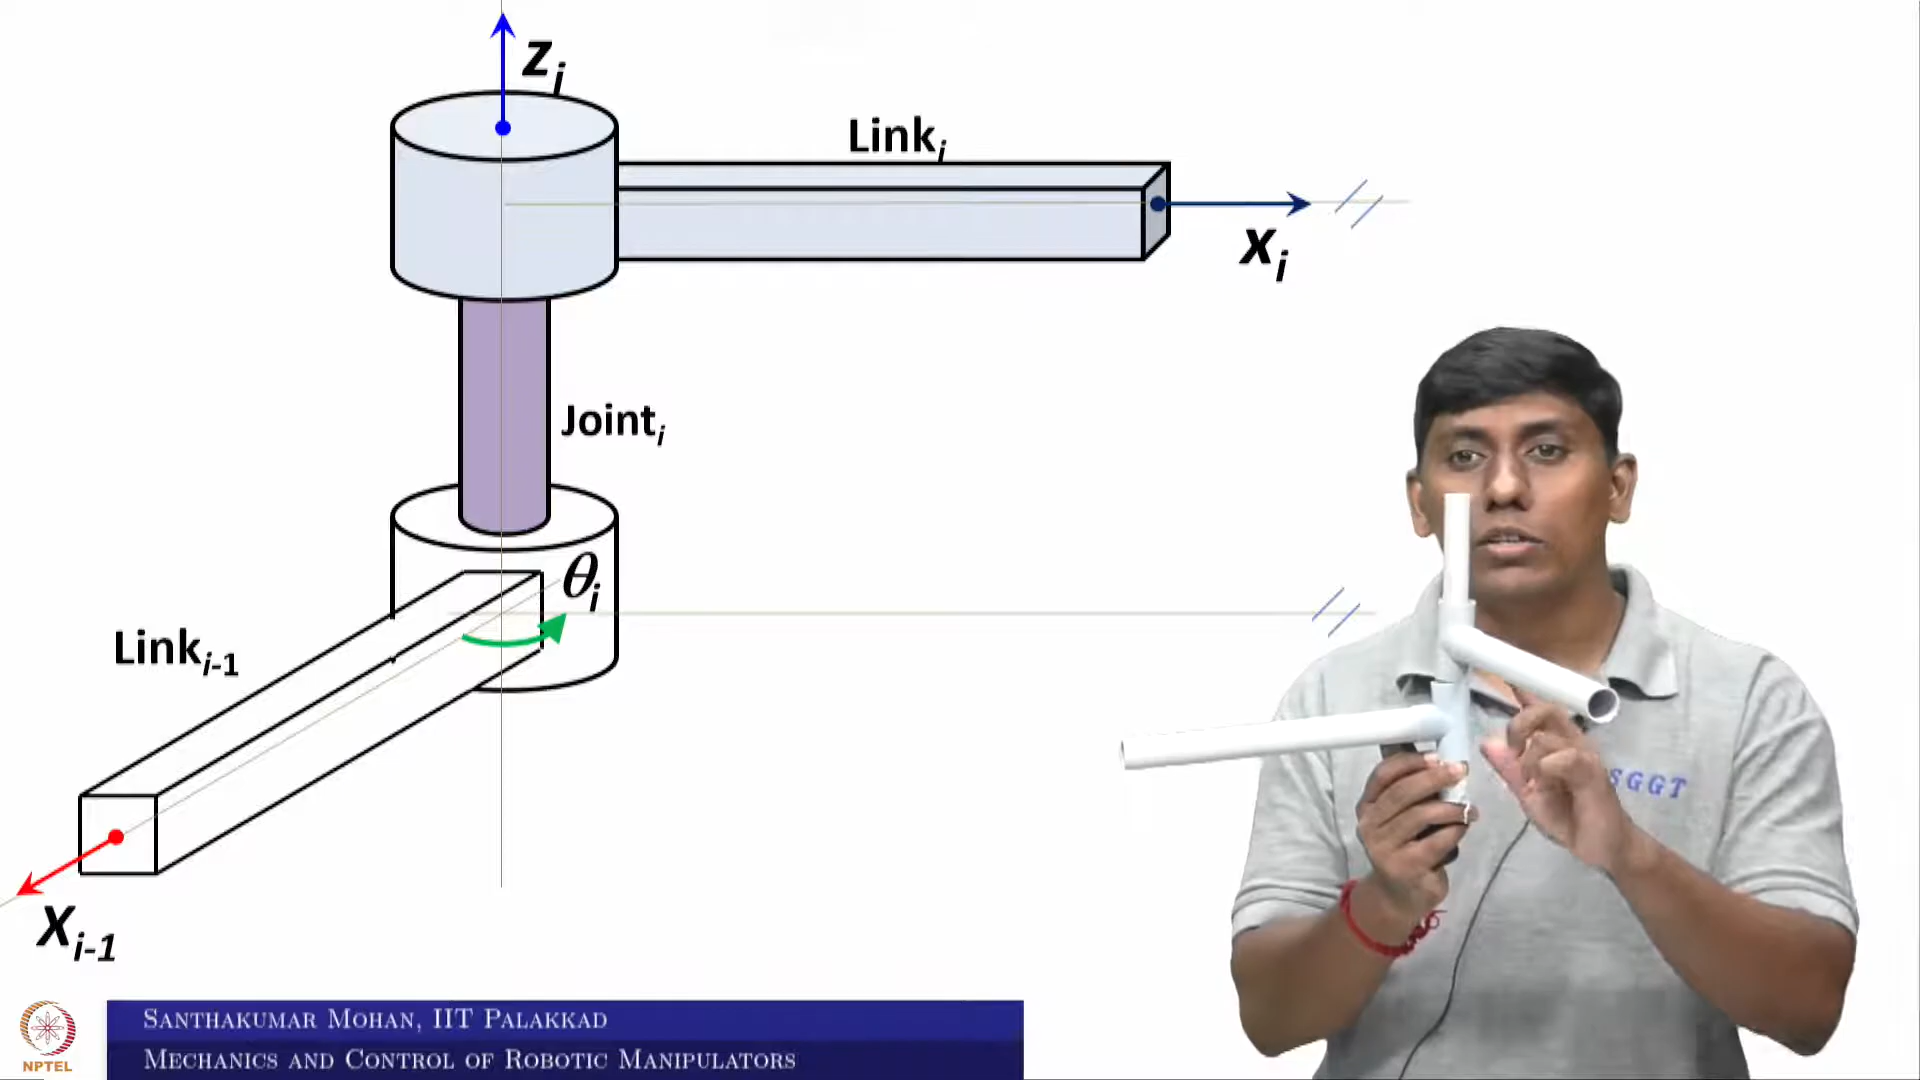 z_i
Link_i
x_i
Joint_i
θ_i
Link_{i-1}
SGGT
X_{i-1}
SANTHAKUMAR MOHAN, IIT PALAKKAD
MECHANICS AND CONTROL OF ROBOTIC MANIPULATORS
NPTEL